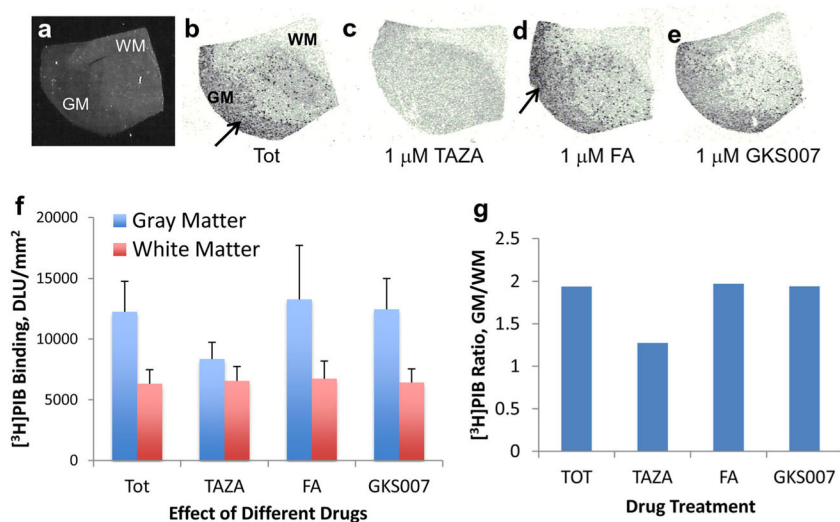 a
WM
GM
b
WM
GM
Tot
c
1 μM TAZA
d
1 μM FA
e
1 μM GKS007
f
20000
15000
10000
5000
0
[³H]PIB Binding, DLU/mm²
Gray Matter
White Matter
Tot
TAZA
FA
GKS007
Effect of Different Drugs
g
[³H]PIB Ratio, GM/WM
2.5
2
1.5
1
0.5
0
TOT
TAZA
FA
GKS007
Drug Treatment